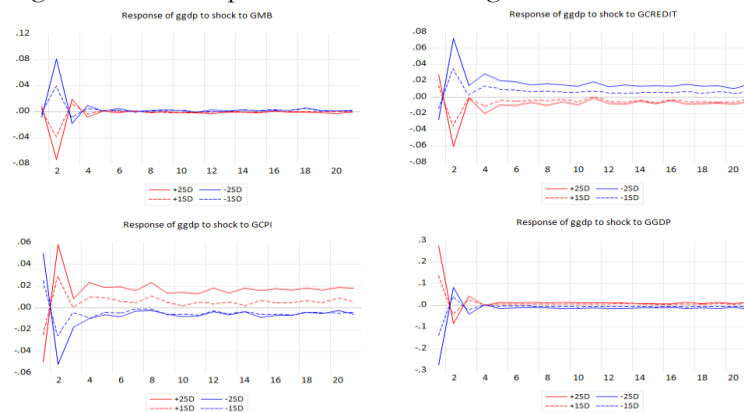 Response of ggdp to shock to GMB
.12
.08
.04
.00
-.04
-.08
2 4 6 8 10 12 14 16 18 20
+2SD -2SD
+1SD -1SD
Response of ggdp to shock to GCREDIT
.08
.06
.04
.02
.00
-.02
-.04
-.06
-.08
2 4 6 8 10 12 14 16 18 20
+2SD -2SD
+1SD -1SD
Response of ggdp to shock to GCPI
.06
.04
.02
.00
-.02
-.04
-.06
2 4 6 8 10 12 14 16 18 20
+2SD -2SD
+1SD -1SD
Response of ggdp to shock to GGDP
.3
.2
.1
.0
-.1
-.2
-.3
2 4 6 8 10 12 14 16 18 20
+2SD -2SD
+1SD -1SD